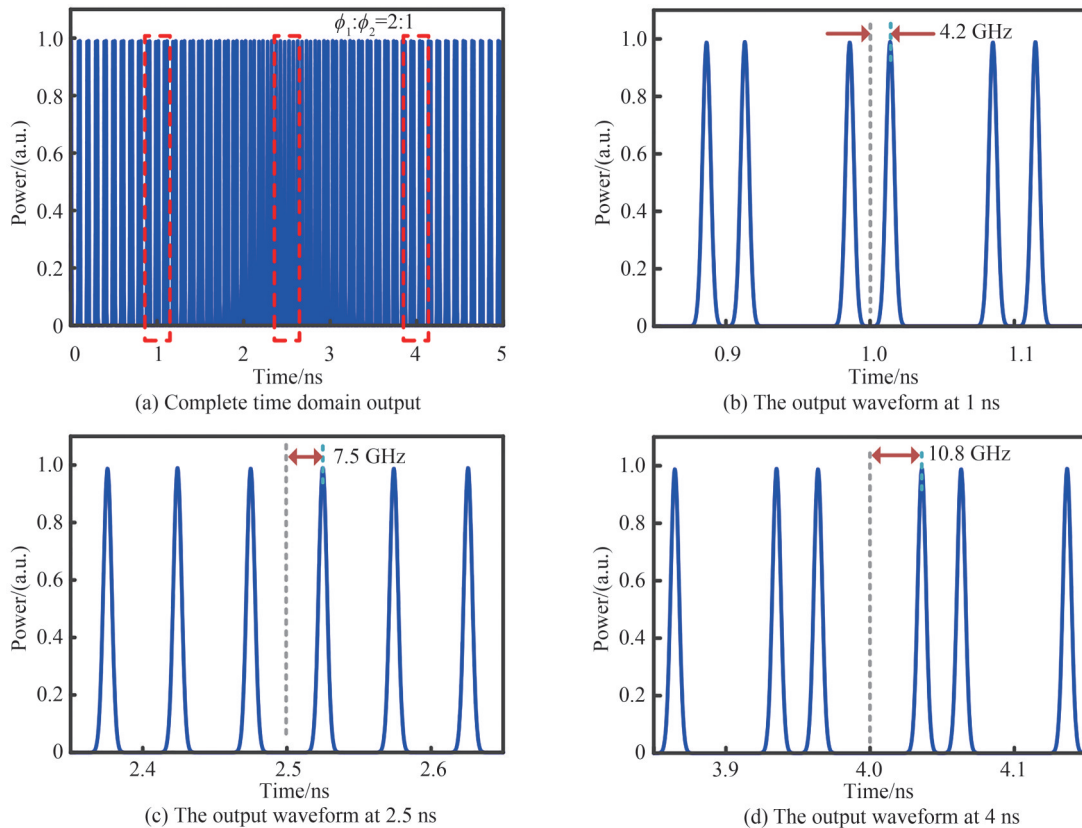 ϕ1:ϕ2=2:1
1.0
0.8
0.6
0.4
0.2
0
Power/(a.u.)
0 1 2 3 4 5
Time/ns
(a) Complete time domain output
4.2 GHz
1.0
0.8
0.6
0.4
0.2
0
Power/(a.u.)
0.9 1.0 1.1
Time/ns
(b) The output waveform at 1 ns
7.5 GHz
1.0
0.8
0.6
0.4
0.2
0
Power/(a.u.)
2.4 2.5 2.6
Time/ns
(c) The output waveform at 2.5 ns
10.8 GHz
1.0
0.8
0.6
0.4
0.2
0
Power/(a.u.)
3.9 4.0 4.1
Time/ns
(d) The output waveform at 4 ns